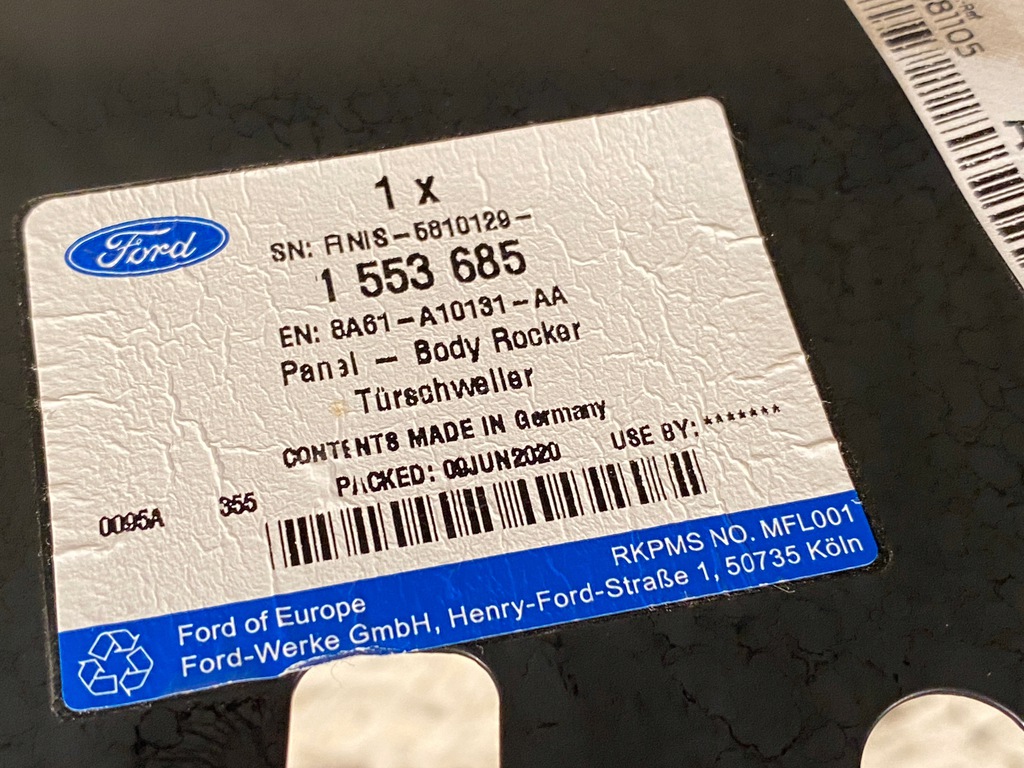 1 x
Ford
SN: FINIS-5810129-
1 553 685
EN: 8A61-A10131-AA
Panel - Body Rocker
Türschweller
CONTENTS MADE IN Germany
PACKED: 09JUN2020 USE BY:*******
0095A 355
RKPMS NO. MFL001
Ford of Europe
Ford-Werke GmbH, Henry-Ford-Straße 1, 50735 Köln